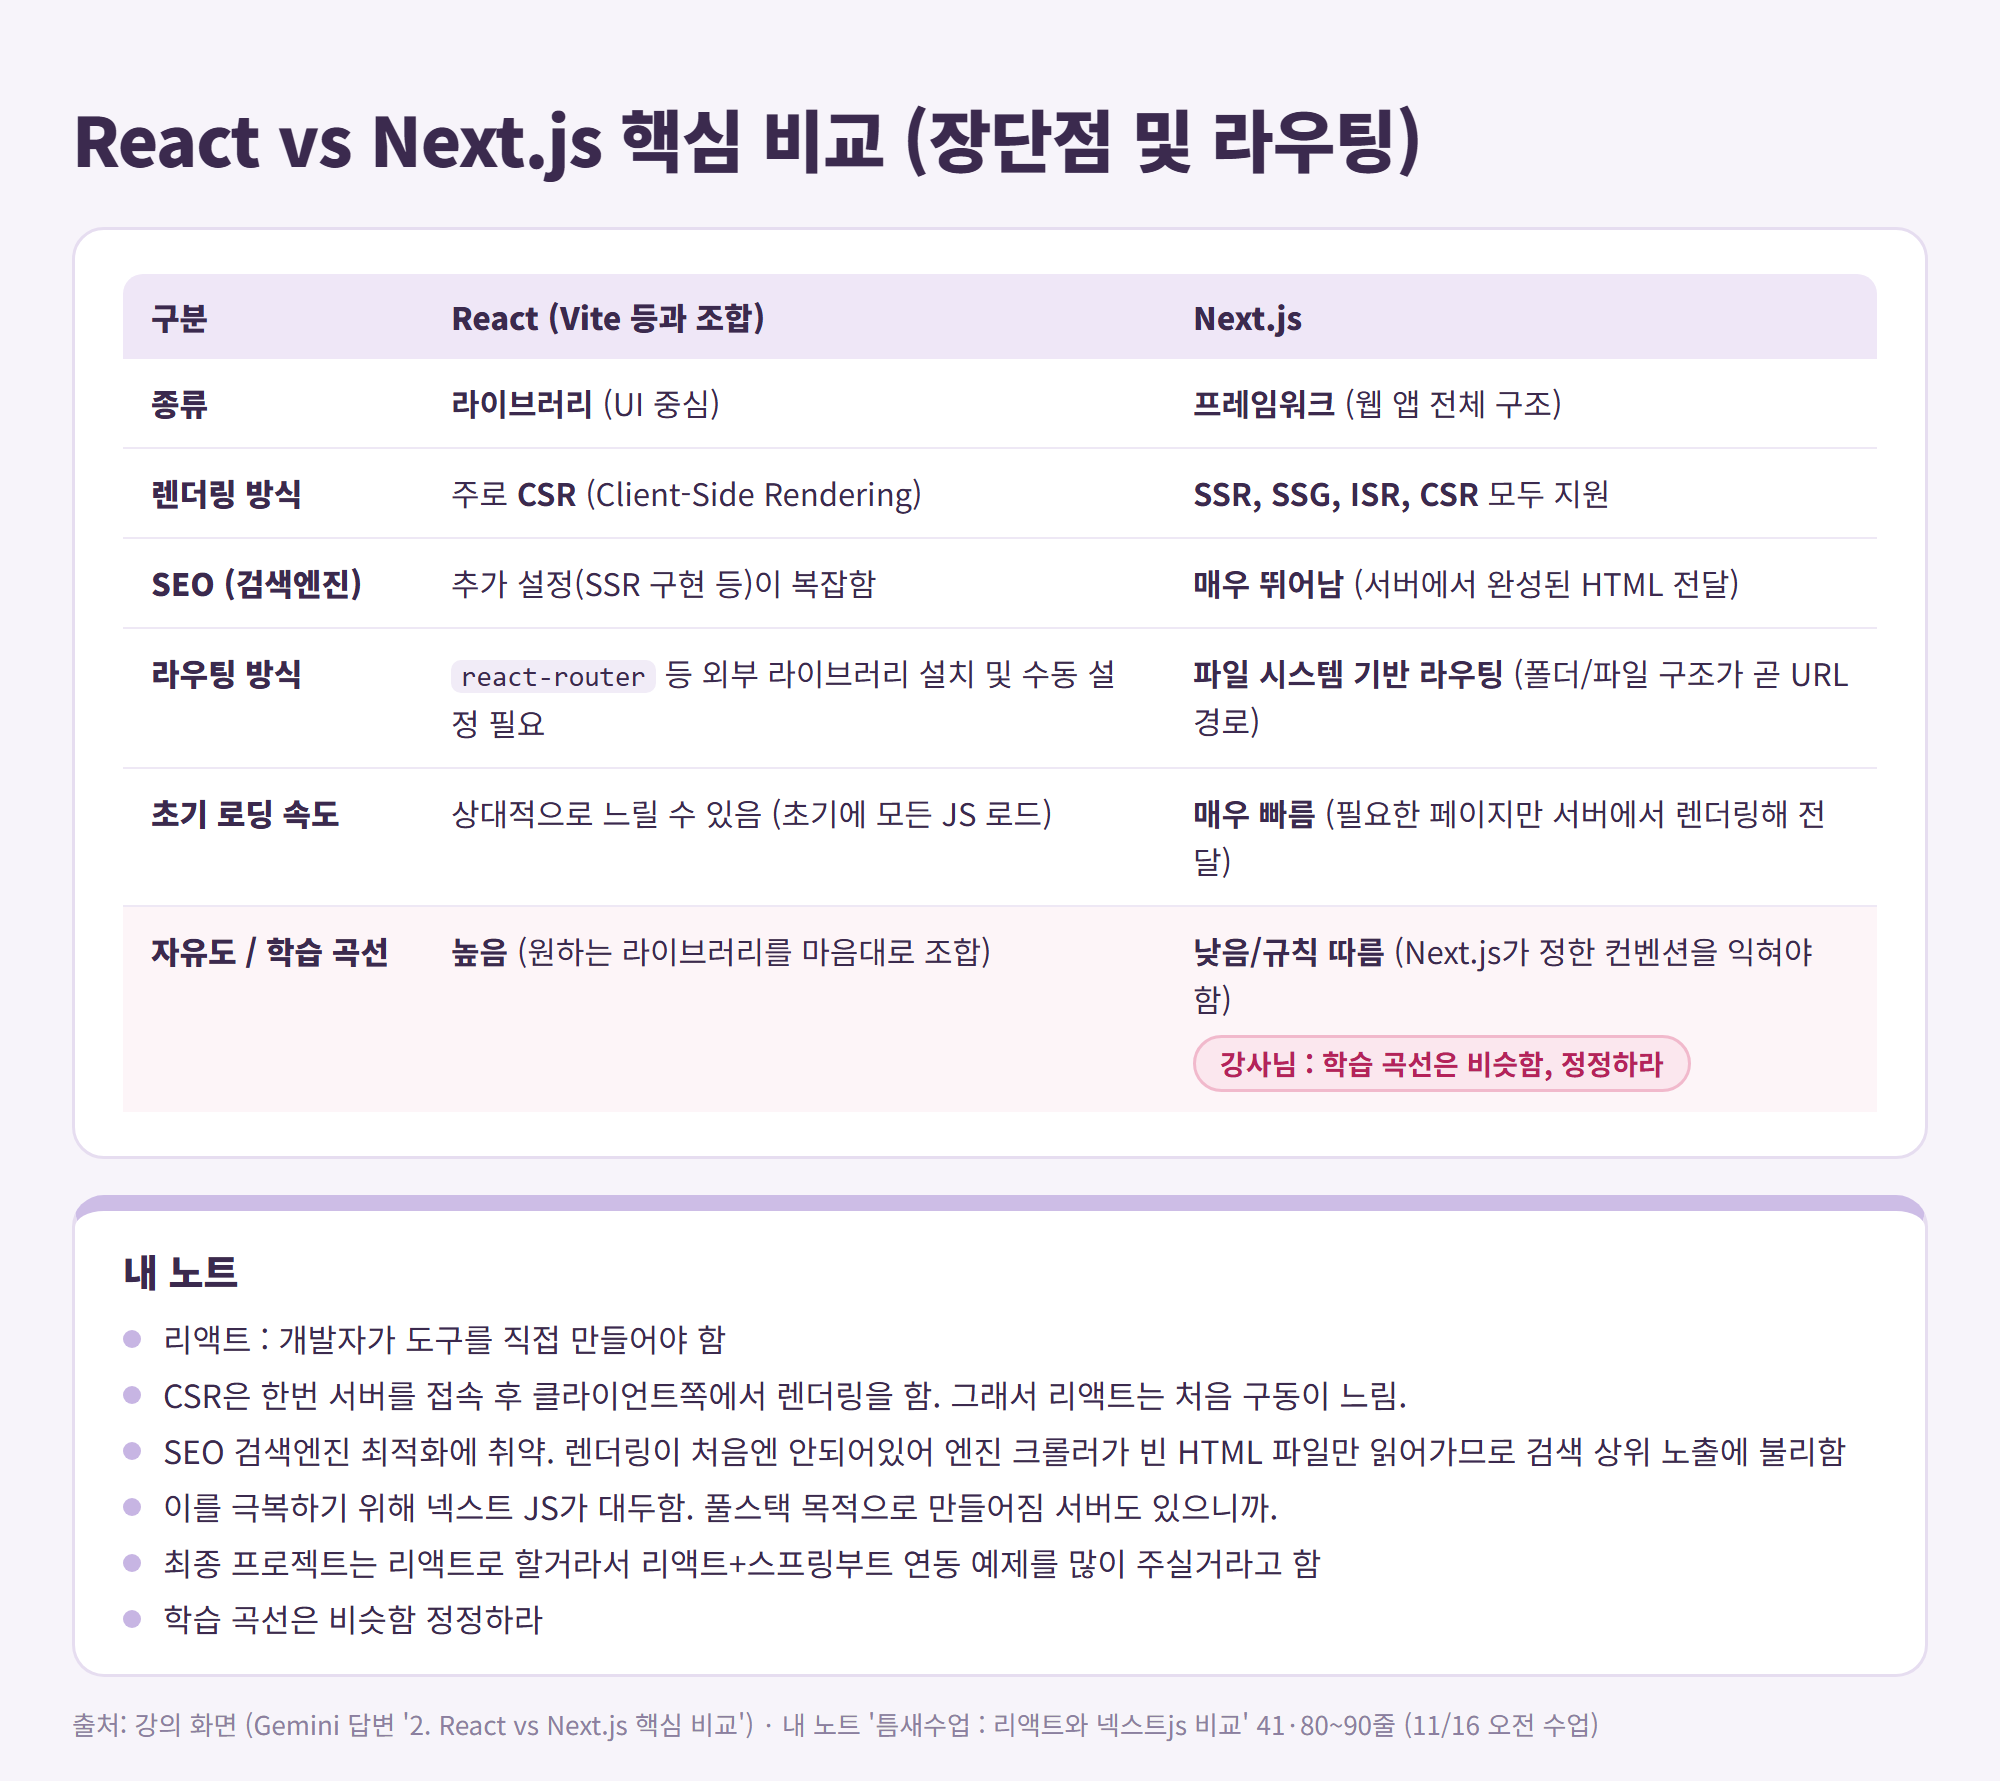 React vs Next.js 핵심 비교 (장단점 및 라우팅)
구분 React (Vite 등과 조합) Next.js
종류 라이브러리 (UI 중심) 프레임워크 (웹 앱 전체 구조)
렌더링 방식 주로 CSR (Client-Side Rendering) SSR, SSG, ISR, CSR 모두 지원
SEO (검색엔진) 추가 설정(SSR 구현 등)이 복잡함 매우 뛰어남 (서버에서 완성된 HTML 전달)
라우팅 방식 react-router 등 외부 라이브러리 설치 및 수동 설
정 필요
파일 시스템 기반 라우팅 (폴더/파일 구조가 곧 URL
경로)
초기 로딩 속도 상대적으로 느릴 수 있음 (초기에 모든 JS 로드) 매우 빠름 (필요한 페이지만 서버에서 렌더링해 전
달)
자유도 / 학습 곡선 높음 (원하는 라이브러리를 마음대로 조합) 낮음/규칙 따름 (Next.js가 정한 컨벤션을 익혀야
함)
강사님 : 학습 곡선은 비슷함, 정정하라
내 노트
리액트 : 개발자가 도구를 직접 만들어야 함
CSR은 한번 서버를 접속 후 클라이언트쪽에서 렌더링을 함. 그래서 리액트는 처음 구동이 느림.
SEO 검색엔진 최적화에 취약. 렌더링이 처음엔 안되어있어 엔진 크롤러가 빈 HTML 파일만 읽어가므로 검색 상위 노출에 불리함
이를 극복하기 위해 넥스트 JS가 대두함. 풀스택 목적으로 만들어짐 서버도 있으니까.
최종 프로젝트는 리액트로 할거라서 리액트+스프링부트 연동 예제를 많이 주실거라고 함
학습 곡선은 비슷함 정정하라
출처: 강의 화면 (Gemini 답변 '2. React vs Next.js 핵심 비교') · 내 노트 '틈새수업 : 리액트와 넥스트js 비교' 41·80~90줄 (11/16 오전 수업)